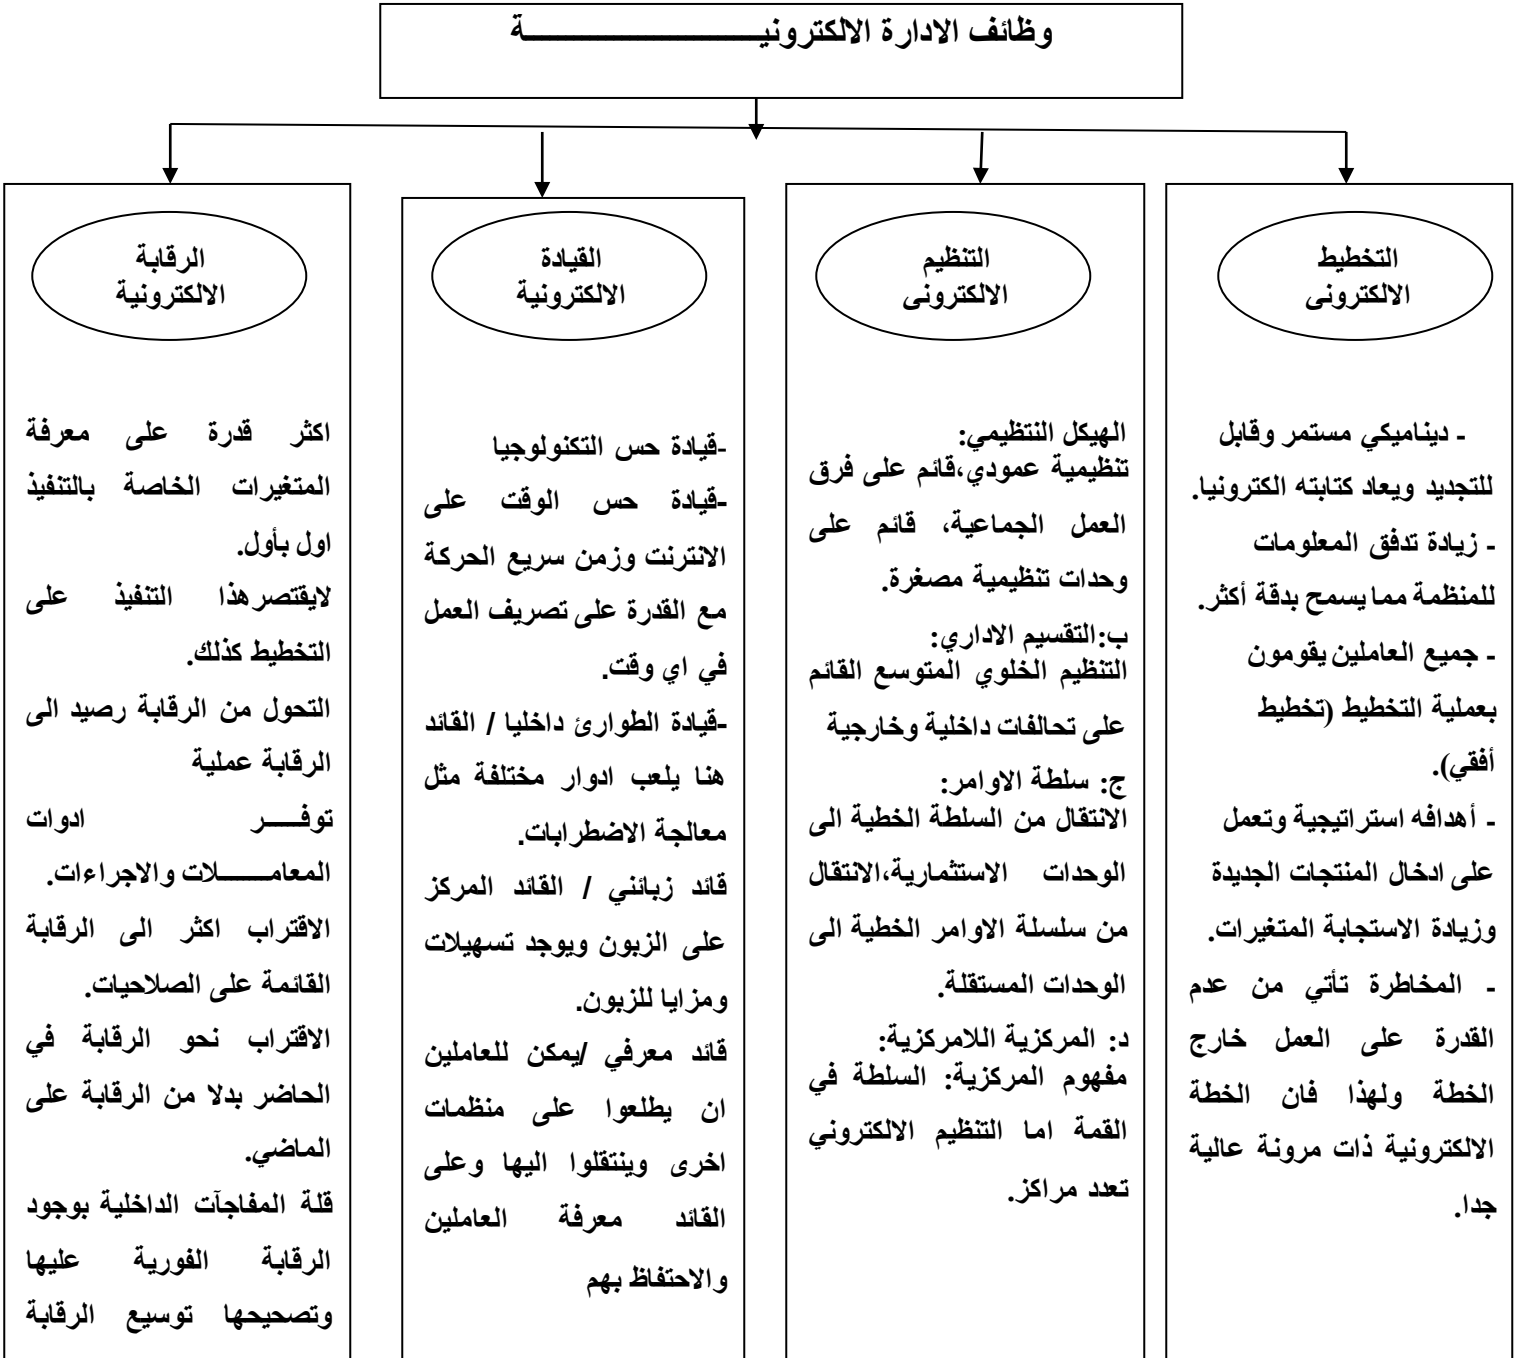 وظائف الادارة الالكترونيـــــــــــــــــــــــــــة
التخطيط
الالكترونى
- ديناميكي مستمر وقابل
للتجديد ويعاد كتابته الكترونيا.
- زيادة تدفق المعلومات
للمنظمة مما يسمح بدقة أكثر.
- جميع العاملين يقومون
بعملية التخطيط (تخطيط
أفقي).
- أهدافه استراتيجية وتعمل
على ادخال المنتجات الجديدة
وزيادة الاستجابة المتغيرات.
- المخاطرة تأتي من عدم
القدرة على العمل خارج
الخطة ولهذا فان الخطة
الالكترونية ذات مرونة عالية
جدا.
التنظيم
الالكترونى
الهيكل التنظيمي:
تنظيمية عمودي،قائم على فرق
العمل الجماعية، قائم على
وحدات تنظيمية مصغرة.
ب:التقسيم الاداري:
التنظيم الخلوي المتوسع القائم
على تحالفات داخلية وخارجية
ج: سلطة الاوامر:
الانتقال من السلطة الخطية الى
الوحدات الاستثمارية،الانتقال
من سلسلة الاوامر الخطية الى
الوحدات المستقلة.
د: المركزية اللامركزية:
مفهوم المركزية: السلطة في
القمة اما التنظيم الالكتروني
تعدد مراكز.
القيادة
الالكترونية
-قيادة حس التكنولوجيا
-قيادة حس الوقت على
الانترنت وزمن سريع الحركة
مع القدرة على تصريف العمل
في اي وقت.
-قيادة الطوارئ داخليا / القائد
هنا يلعب ادوار مختلفة مثل
معالجة الاضطرابات.
قائد زبائني / القائد المركز
على الزبون ويوجد تسهيلات
ومزايا للزبون.
قائد معرفي /يمكن للعاملين
ان يطلعوا على منظمات
اخرى وينتقلوا اليها وعلى
القائد معرفة العاملين
والاحتفاظ بهم
الرقابة
الالكترونية
اكثر قدرة على معرفة
المتغيرات الخاصة بالتنفيذ
اول بأول.
لايقتصرهذا التنفيذ على
التخطيط كذلك.
التحول من الرقابة رصيد الى
الرقابة عملية
توفـــــر ادوات
المعامـــــــلات والاجراءات.
الاقتراب اكثر الى الرقابة
القائمة على الصلاحيات.
الاقتراب نحو الرقابة في
الحاضر بدلا من الرقابة على
الماضي.
قلة المفاجآت الداخلية بوجود
الرقابة الفورية عليها
وتصحيحها توسيع الرقابة